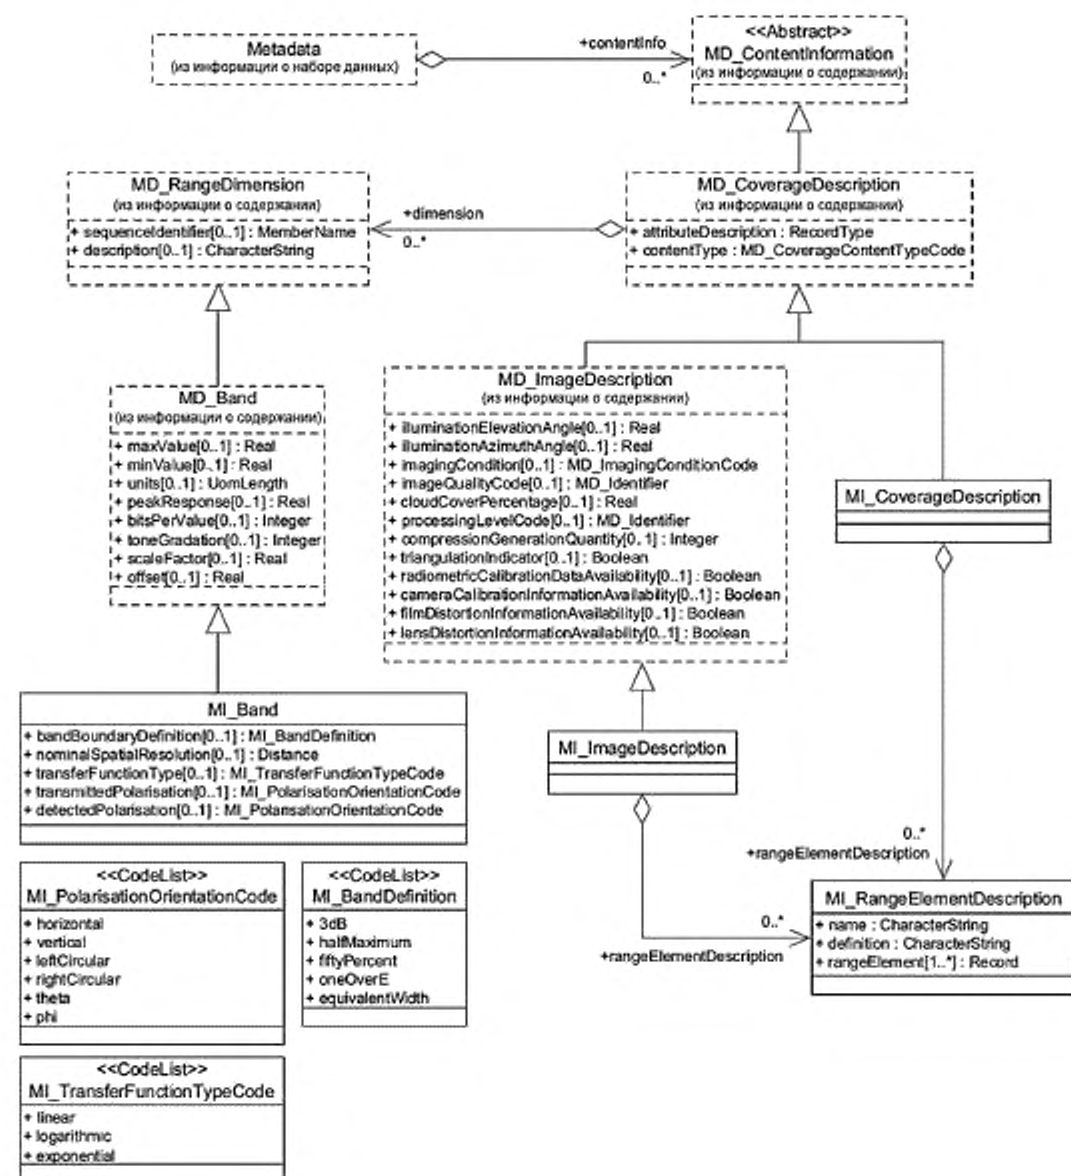 Metadata
(из информации о наборе данных)
+contentInfo
0..*
<<Abstract>>
MD_ContentInformation
(из информации о содержании)
MD_RangeDimension
(из информации о содержании)
+ sequenceIdentifier[0..1] : MemberName
+ description[0..1] : CharacterString
+dimension
0..*
MD_CoverageDescription
(из информации о содержании)
+ attributeDescription : RecordType
+ contentType : MD_CoverageContentTypeCode
MD_Band
(из информации о содержании)
+ maxValue[0..1] : Real
+ minValue[0..1] : Real
+ units[0..1] : UomLength
+ peakResponse[0..1] : Real
+ bitsPerValue[0..1] : Integer
+ toneGradation[0..1] : Integer
+ scaleFactor[0..1] : Real
+ offset[0..1] : Real
MD_ImageDescription
(из информации о содержании)
+ illuminationElevationAngle[0..1] : Real
+ illuminationAzimuthAngle[0..1] : Real
+ imagingCondition[0..1] : MD_ImagingConditionCode
+ imageQualityCode[0..1] : MD_Identifier
+ cloudCoverPercentage[0..1] : Real
+ processingLevelCode[0..1] : MD_Identifier
+ compressionGenerationQuantity[0..1] : Integer
+ triangulationIndicator[0..1] : Boolean
+ radiometricCalibrationDataAvailability[0..1] : Boolean
+ cameraCalibrationInformationAvailability[0..1] : Boolean
+ filmDistortionInformationAvailability[0..1] : Boolean
+ lensDistortionInformationAvailability[0..1] : Boolean
MI_CoverageDescription
MI_Band
+ bandBoundaryDefinition[0..1] : MI_BandDefinition
+ nominalSpatialResolution[0..1] : Distance
+ transferFunctionType[0..1] : MI_TransferFunctionTypeCode
+ transmittedPolarisation[0..1] : MI_PolarisationOrientationCode
+ detectedPolarisation[0..1] : MI_PolarisationOrientationCode
MI_ImageDescription
0..*
+rangeElementDescription
<<CodeList>>
MI_PolarisationOrientationCode
+ horizontal
+ vertical
+ leftCircular
+ rightCircular
+ theta
+ phi
<<CodeList>>
MI_BandDefinition
+ 3dB
+ halfMaximum
+ fiftyPercent
+ oneOverE
+ equivalentWidth
0..*
+rangeElementDescription
MI_RangeElementDescription
+ name : CharacterString
+ definition : CharacterString
+ rangeElement[1..*] : Record
<<CodeList>>
MI_TransferFunctionTypeCode
+ linear
+ logarithmic
+ exponential